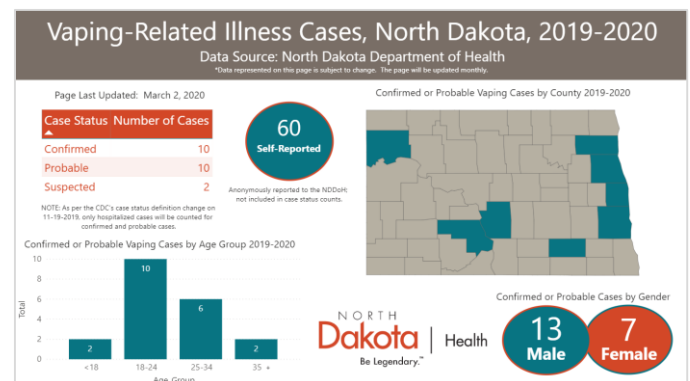 Vaping-Related Illness Cases, North Dakota, 2019-2020
Data Source: North Dakota Department of Health
*Data represented on this page is subject to change. The page will be updated monthly.
Page Last Updated: March 2, 2020
Case Status Number of Cases
Confirmed 10
Probable 10
Suspected 2
NOTE: As per the CDC's case status definition change on
11-19-2019, only hospitalized cases will be counted for
confirmed and probable cases.
60
Self-Reported
Anonymously reported to the NDDoH;
not included in case status counts.
Confirmed or Probable Vaping Cases by County 2019-2020
Confirmed or Probable Vaping Cases by Age Group 2019-2020
Total
10
8
6
4
2
0
2
10
6
2
<18
18-24
25-34
35 +
Age Group
NORTH
Dakota | Health
Be Legendary.™
Confirmed or Probable Cases by Gender
13
Male
7
Female